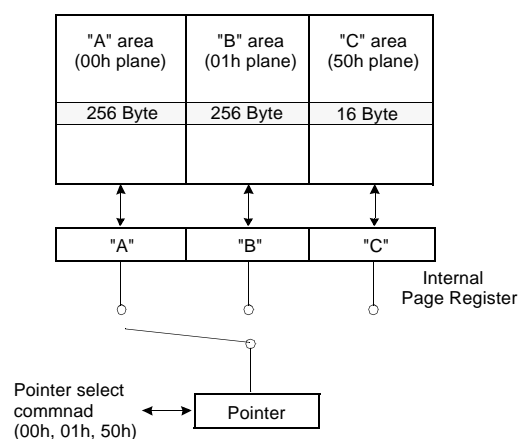 "A" area
(00h plane)
"B" area
(01h plane)
"C" area
(50h plane)
256 Byte
256 Byte
16 Byte
"A"
"B"
"C"
Internal
Page Register
Pointer select
commnad
(00h, 01h, 50h)
Pointer